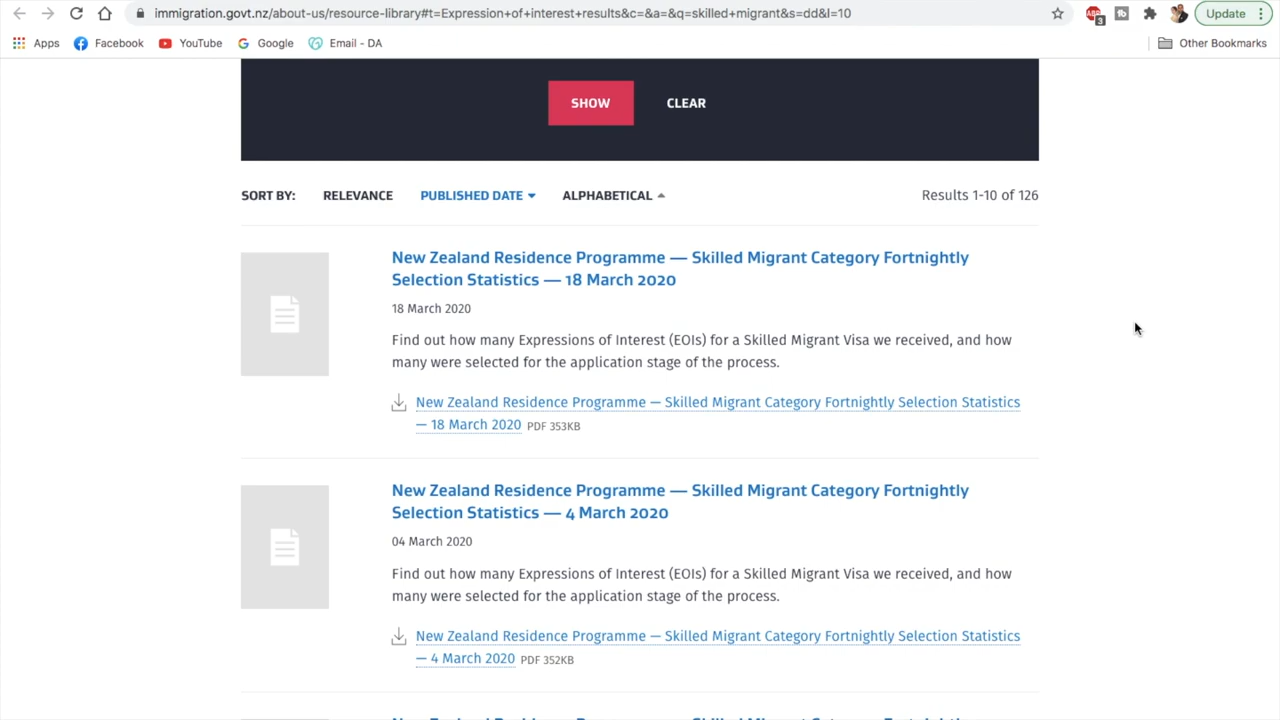 immigration.govt.nz/about-us/resource-library#t=Expression+of+interest+results&c=&a=&q=skilled+migrant&s=dd&l=10
ABP
3
tb
Update
Apps
Facebook
YouTube
Google
Email - DA
Other Bookmarks
SHOW
CLEAR
SORT BY:
RELEVANCE
PUBLISHED DATE
ALPHABETICAL
Results 1-10 of 126
New Zealand Residence Programme — Skilled Migrant Category Fortnightly
Selection Statistics — 18 March 2020
18 March 2020
Find out how many Expressions of Interest (EOIs) for a Skilled Migrant Visa we received, and how
many were selected for the application stage of the process.
New Zealand Residence Programme — Skilled Migrant Category Fortnightly Selection Statistics
— 18 March 2020 PDF 353KB
New Zealand Residence Programme — Skilled Migrant Category Fortnightly
Selection Statistics — 4 March 2020
04 March 2020
Find out how many Expressions of Interest (EOIs) for a Skilled Migrant Visa we received, and how
many were selected for the application stage of the process.
New Zealand Residence Programme — Skilled Migrant Category Fortnightly Selection Statistics
— 4 March 2020 PDF 352KB